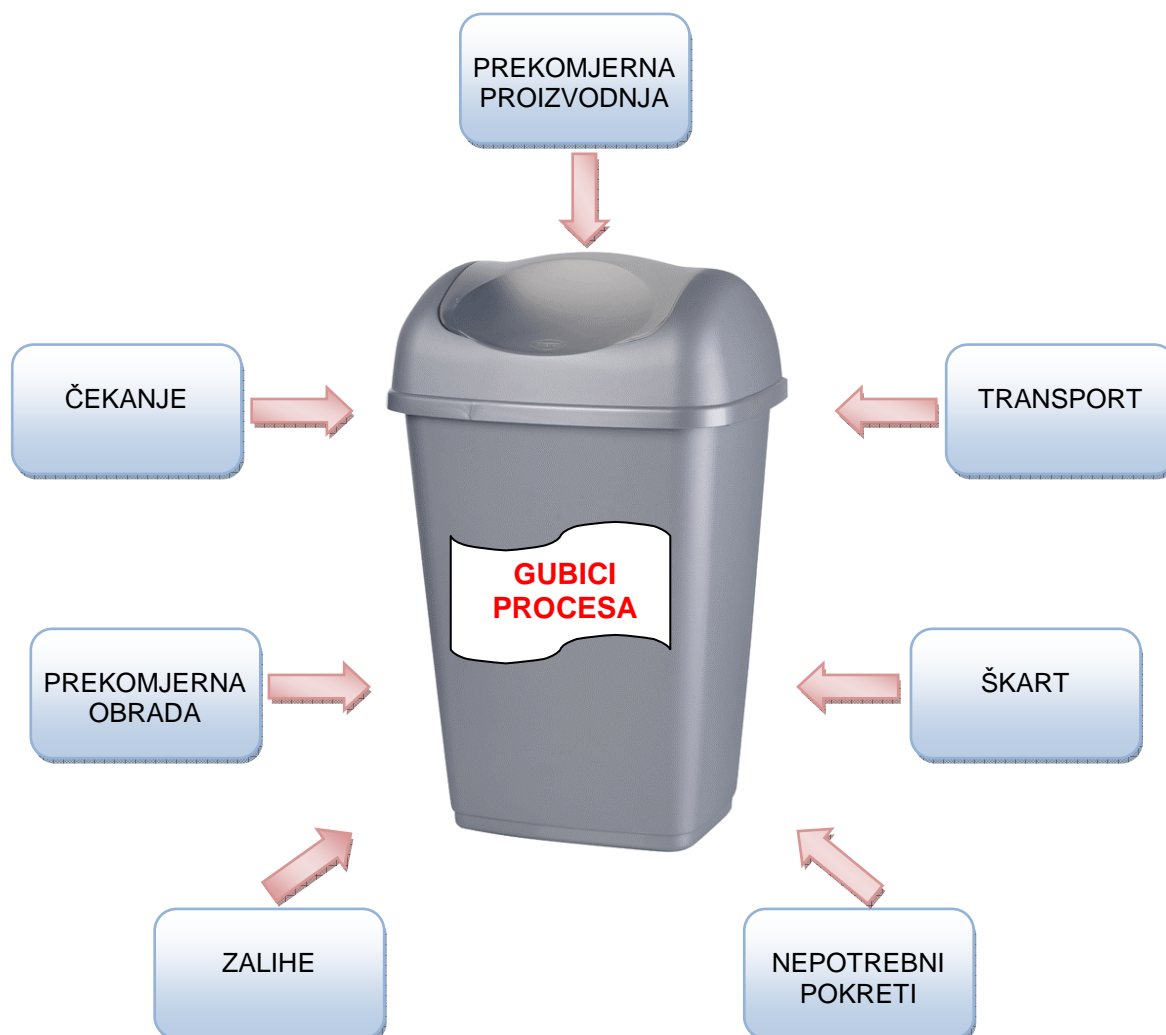 PREKOMJERNA
PROIZVODNJA
ČEKANJE
TRANSPORT
GUBICI
PROCESA
PREKOMJERNA
OBRADA
ŠKART
ZALIHE
NEPOTREBNI
POKRETI